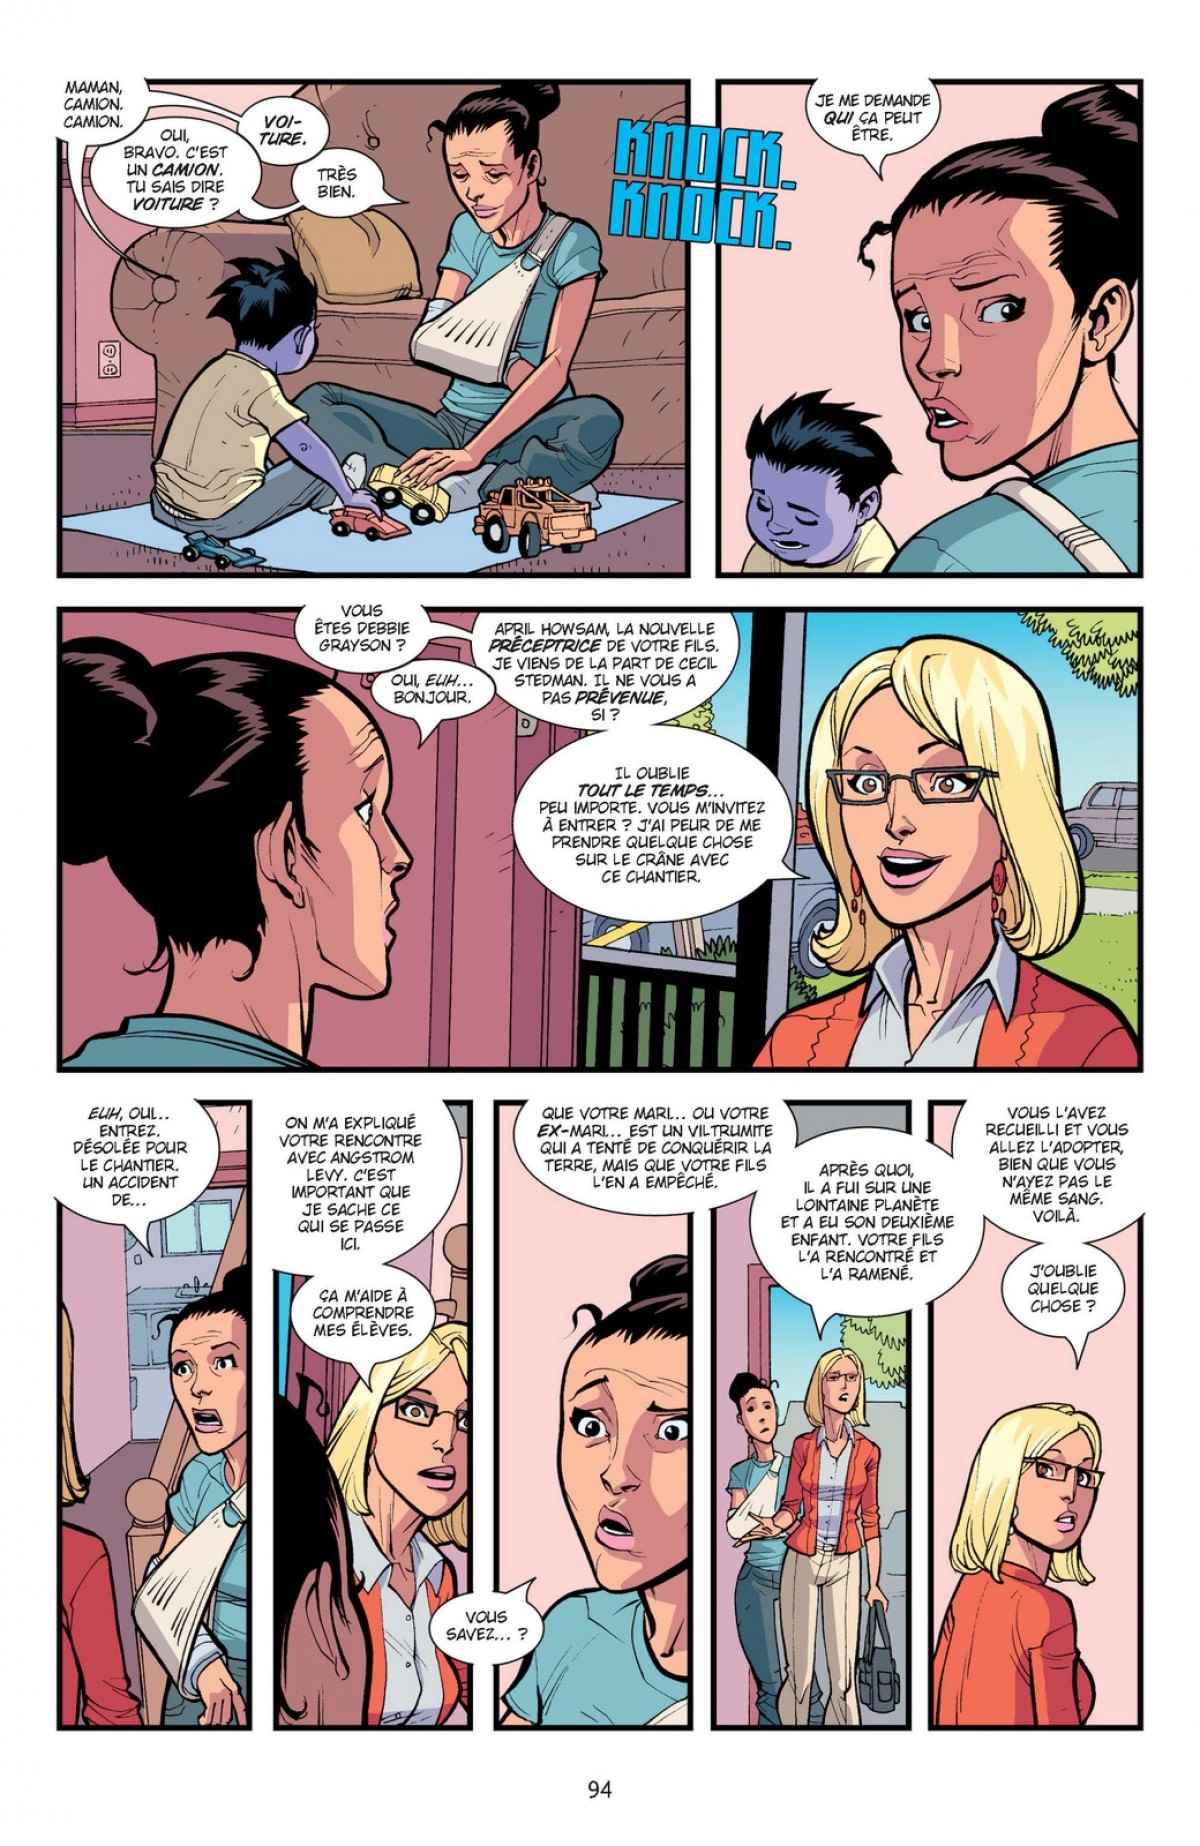 MAMAN,
CAMION.
CAMION.
OUI,
BRAVO. C'EST
UN CAMION.
TU SAIS DIRE
VOITURE ?
VOI-
TURE.
TRÈS
BIEN.
KNOCK.
KNOCK.
JE ME DEMANDE
QUI ÇA PEUT
ÊTRE.
VOUS
ÊTES DEBBIE
GRAYSON ?
OUI, EUH...
BONJOUR.
APRIL HOWSAM, LA NOUVELLE
PRÉCEPTRICE DE VOTRE FILS.
JE VIENS DE LA PART DE CECIL
STEDMAN. IL NE VOUS A
PAS PRÉVENUE,
SI ?
IL OUBLIE
TOUT LE TEMPS...
PEU IMPORTE. VOUS M'INVITEZ
À ENTRER ? J'AI PEUR DE ME
PRENDRE QUELQUE CHOSE
SUR LE CRÂNE AVEC
CE CHANTIER.
EUH, OUI...
ENTREZ.
DÉSOLÉE POUR
LE CHANTIER.
UN ACCIDENT
DE...
ON M'A EXPLIQUÉ
VOTRE RENCONTRE
AVEC ANGSTROM
LEVY. C'EST
IMPORTANT QUE
JE SACHE CE
QUI SE PASSE
ICI.
ÇA M'AIDE À
COMPRENDRE
MES ÉLÈVES.
QUE VOTRE MARI... OU VOTRE
EX-MARI... EST UN VILTRUMITE
QUI A TENTÉ DE CONQUÉRIR LA
TERRE, MAIS QUE VOTRE FILS
L'EN A EMPÊCHÉ.
VOUS
SAVEZ... ?
APRÈS QUOI,
IL A FUI SUR UNE
LOINTAINE PLANÈTE
ET A EU SON DEUXIÈME
ENFANT. VOTRE FILS
L'A RENCONTRÉ ET
L'A RAMENÉ.
VOUS L'AVEZ
RECUEILLI ET VOUS
ALLEZ L'ADOPTER,
BIEN QUE VOUS
N'AYEZ PAS LE
MÊME SANG.
VOILÀ.
J'OUBLIE
QUELQUE
CHOSE ?
94